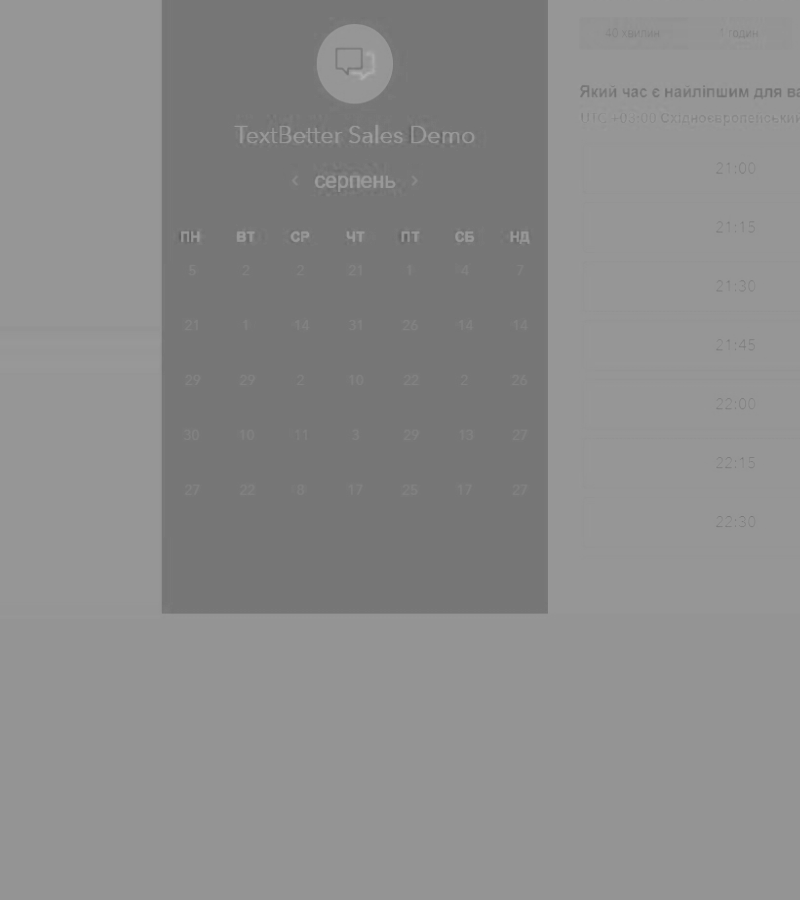 TextBetter Sales Demo
‹ серпень ›
ПН ВТ СР ЧТ ПТ СБ НД
5 2 2 21 1 4 7
21 1 14 31 26 14 14
29 29 2 10 22 2 26
30 10 11 3 29 13 27
27 22 8 17 25 17 27
40 хвилин 1 годин
Який час є найліпшим для ва
UTC +03:00 Східноєвропейськи
21:00
21:15
21:30
21:45
22:00
22:15
22:30